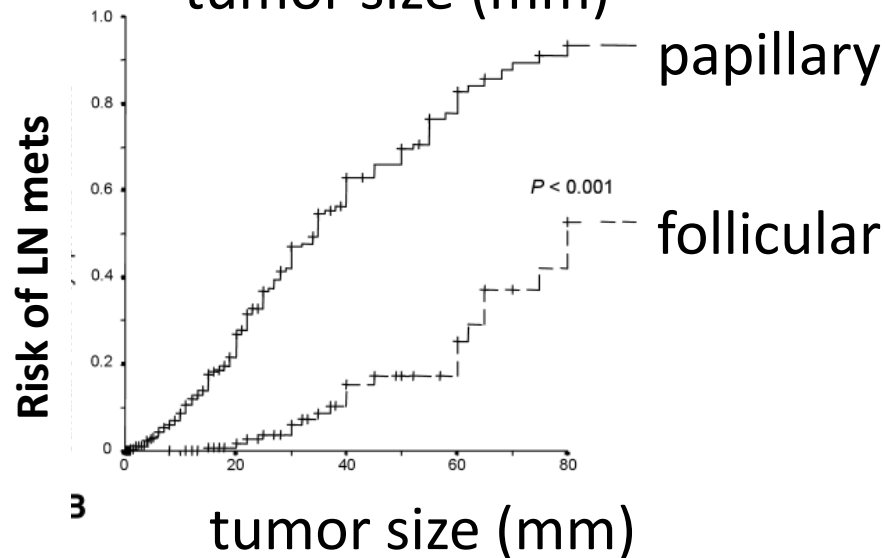 tumor size (mm)
1.0
papillary
0.8
Risk of LN mets
0.6
P < 0.001
follicular
0.4
0.2
0
0 20 40 60 80
B
tumor size (mm)